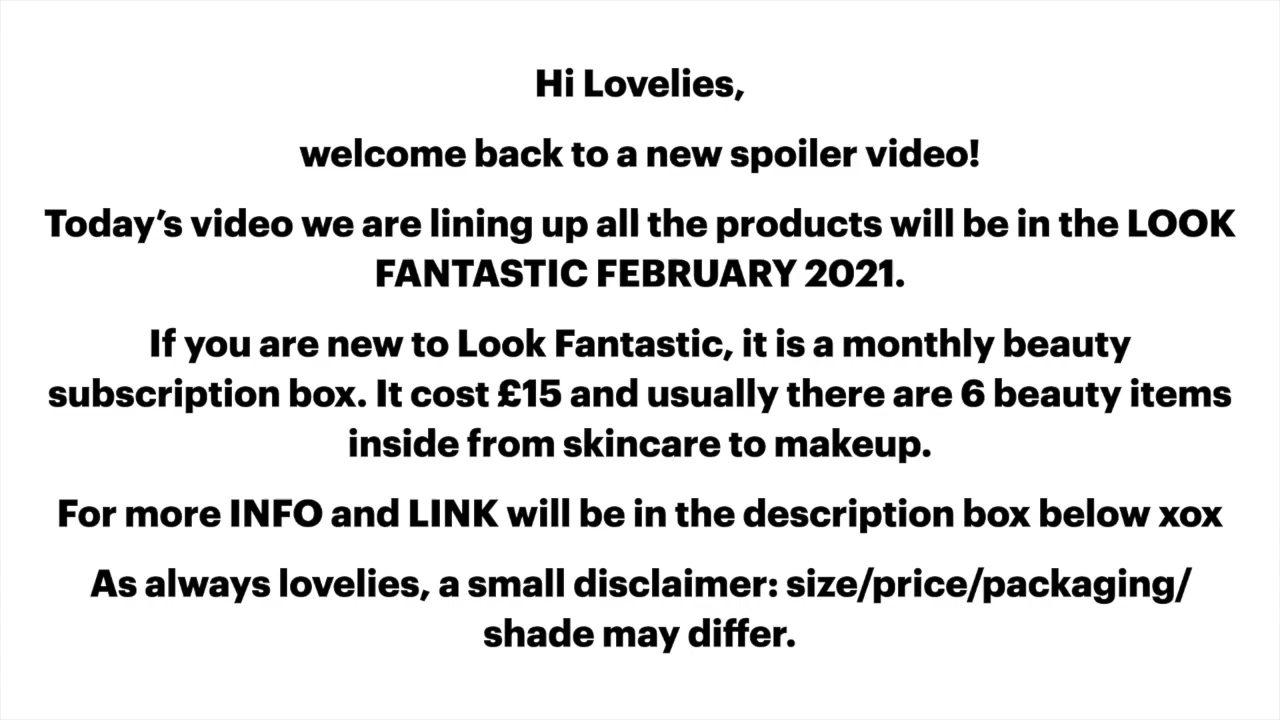 Hi Lovelies,
welcome back to a new spoiler video!
Today’s video we are lining up all the products will be in the LOOK
FANTASTIC FEBRUARY 2021.
If you are new to Look Fantastic, it is a monthly beauty
subscription box. It cost £15 and usually there are 6 beauty items
inside from skincare to makeup.
For more INFO and LINK will be in the description box below xox
As always lovelies, a small disclaimer: size/price/packaging/
shade may differ.